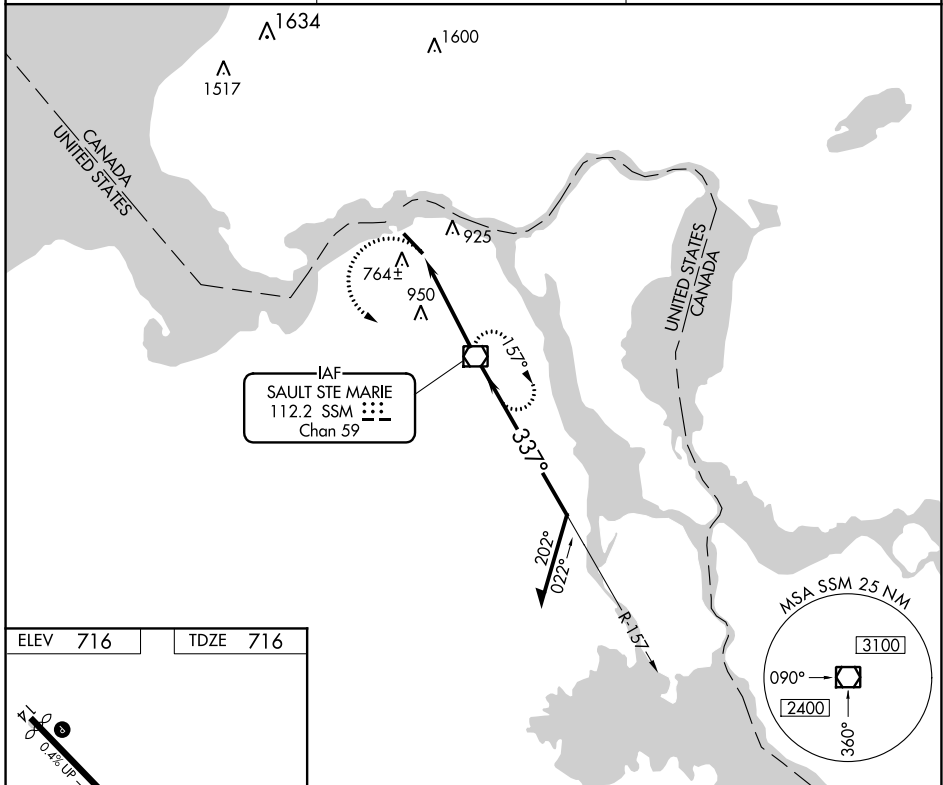 1634
1600
1517
CANADA
UNITED STATES
925
764±
950
UNITED STATES
CANADA
157°
IAF
SAULT STE MARIE
112.2 SSM
Chan 59
337°
202°
022°
R-157
MSA SSM 25 NM
3100
090°
2400
360°
ELEV 716
TDZE 716
14
P
0.4% UP